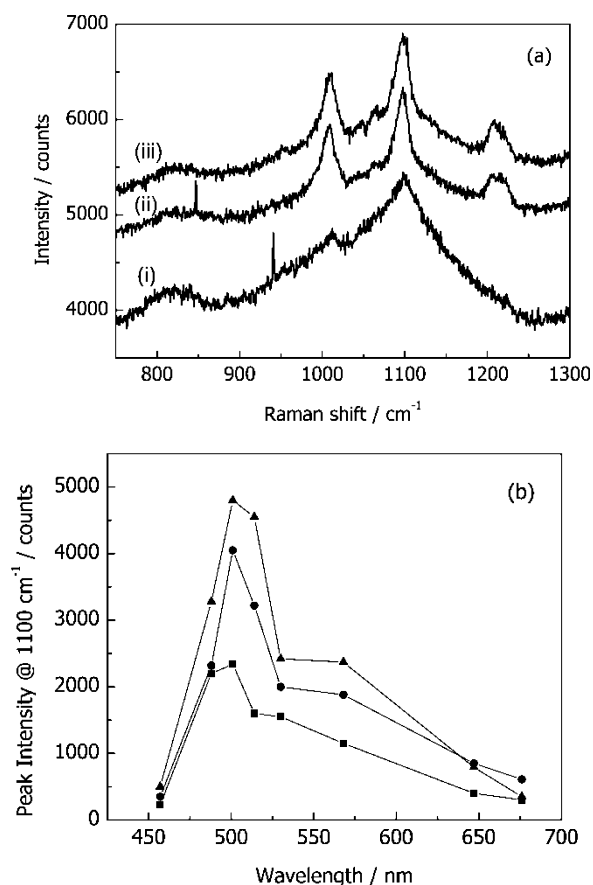 7000
(a)
6000
(iii)
Intensity / counts
5000
(ii)
(i)
4000
800 900 1000 1100 1200 1300
Raman shift / cm⁻¹
5000
(b)
4000
3000
Peak Intensity @ 1100 cm⁻¹ / counts
2000
1000
0
450 500 550 600 650 700
Wavelength / nm